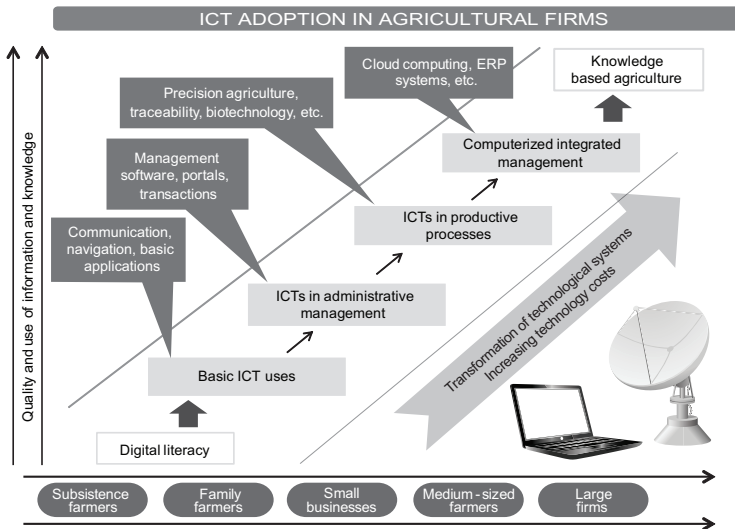 ICT ADOPTION IN AGRICULTURAL FIRMS
Quality and use of information and knowledge
Cloud computing, ERP
systems, etc.
Knowledge
based agriculture
Precision agriculture,
traceability, biotechnology, etc.
Computerized integrated
management
Management
software, portals,
transactions
ICTs in productive
processes
Communication,
navigation, basic
applications
ICTs in administrative
management
Transformation of technological systems
Increasing technology costs
Basic ICT uses
Digital literacy
Subsistence
farmers
Family
farmers
Small
businesses
Medium-sized
farmers
Large
firms